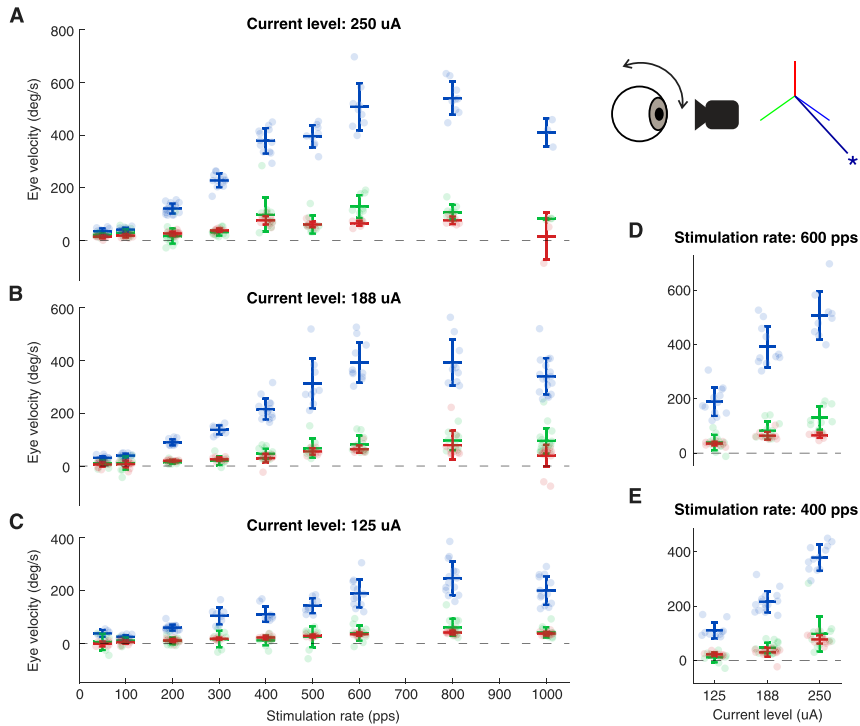 A
Current level: 250 uA
800
600
400
200
0
Eye velocity (deg/s)
*
B
Current level: 188 uA
600
400
200
0
Eye velocity (deg/s)
C
Current level: 125 uA
400
200
0
Eye velocity (deg/s)
0 100 200 300 400 500 600 700 800 900 1000
Stimulation rate (pps)
D
Stimulation rate: 600 pps
600
400
200
0
E
Stimulation rate: 400 pps
400
200
0
125 188 250
Current level (uA)